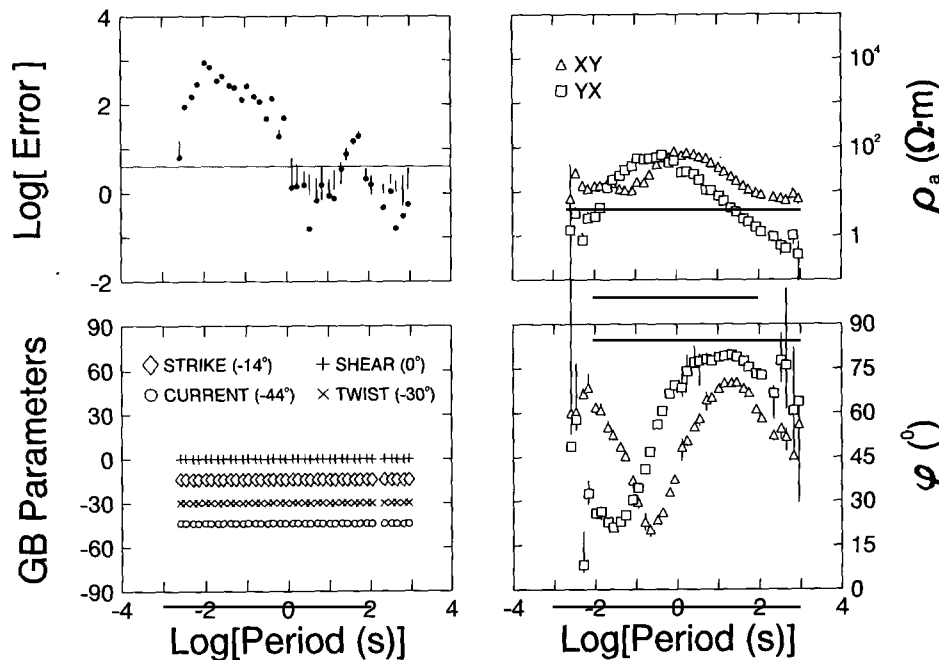 Log[ Error ]
4
2
0
-2
XY
YX
10⁴
10²
1
ρa (Ω·m)
GB Parameters
90
60
30
0
-30
-60
-90
STRIKE (-14°)
SHEAR (0°)
CURRENT (-44°)
TWIST (-30°)
90
75
60
45
30
15
0
φ (°)
-4
-2
0
2
4
Log[Period (s)]
-4
-2
0
2
4
Log[Period (s)]